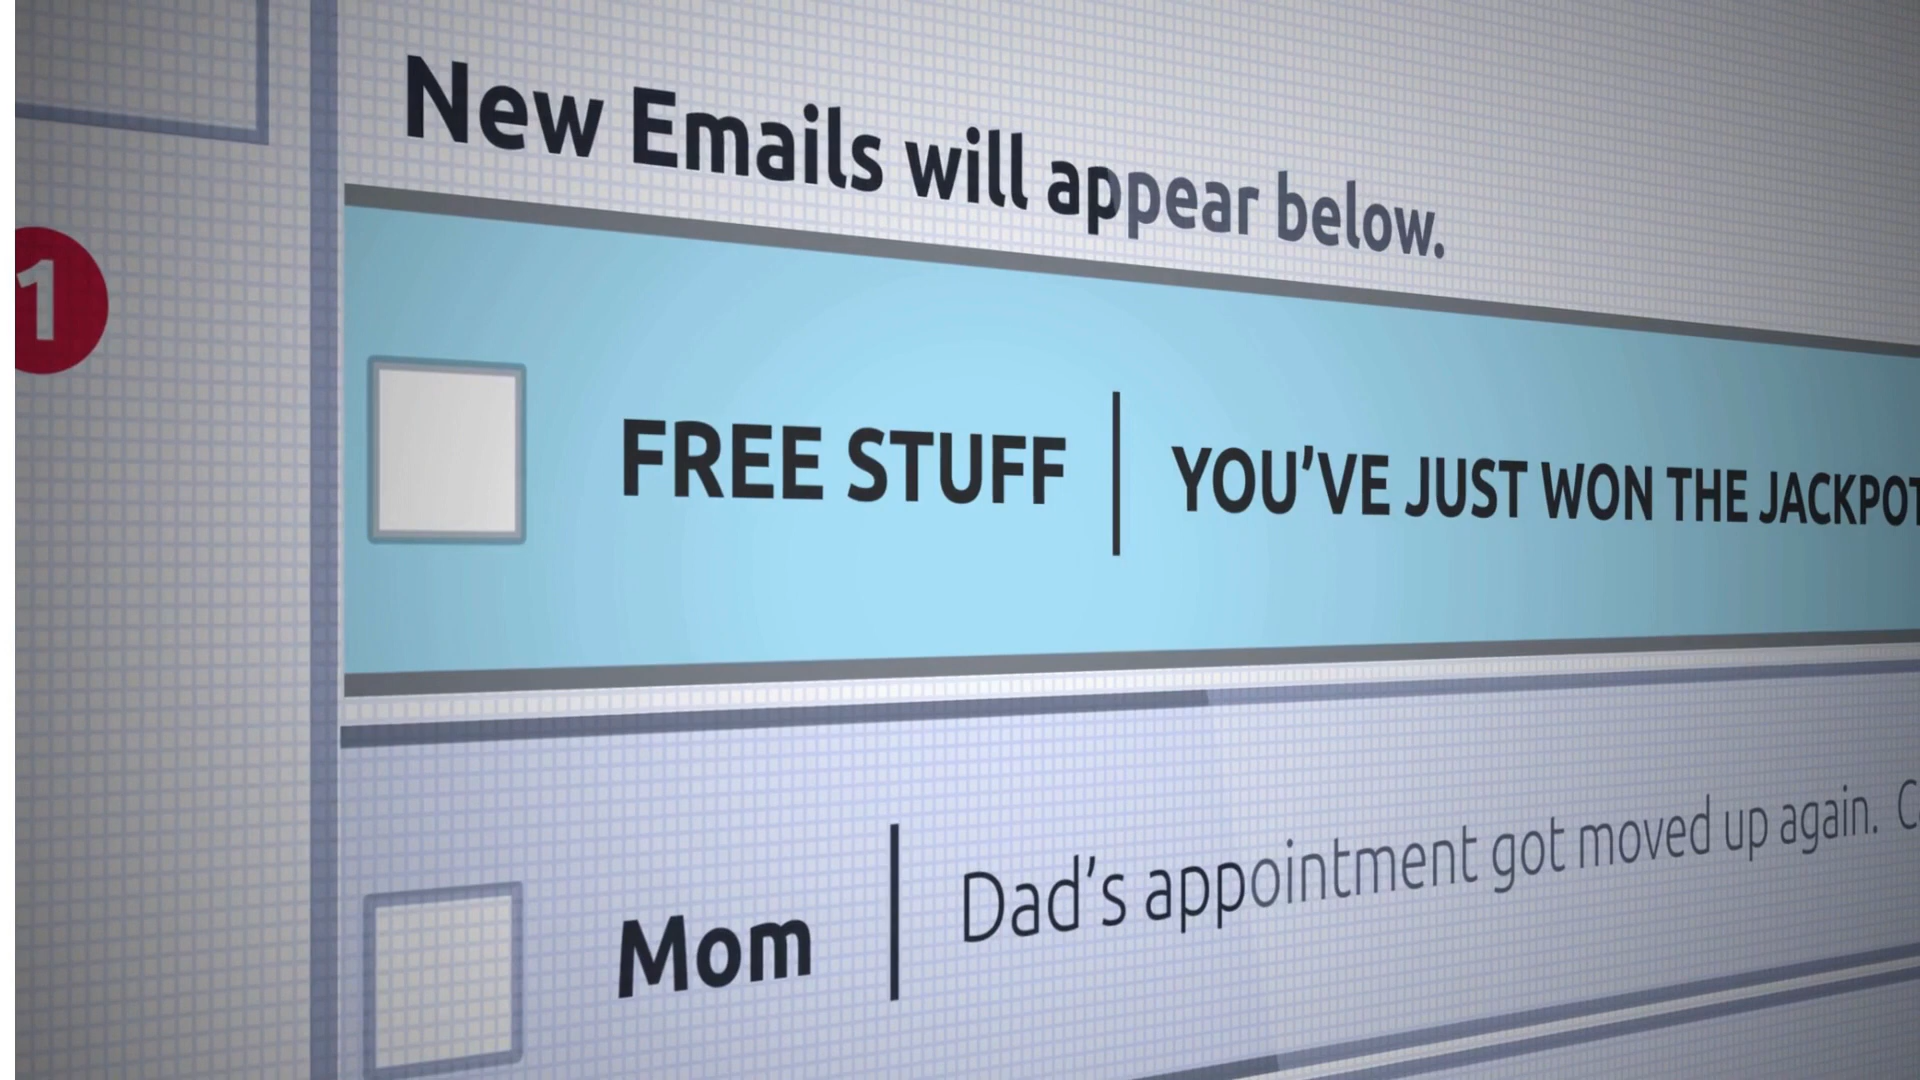 New Emails will appear below.
1
FREE STUFF | YOU'VE JUST WON THE JACKPOT
Mom | Dad's appointment got moved up again. C